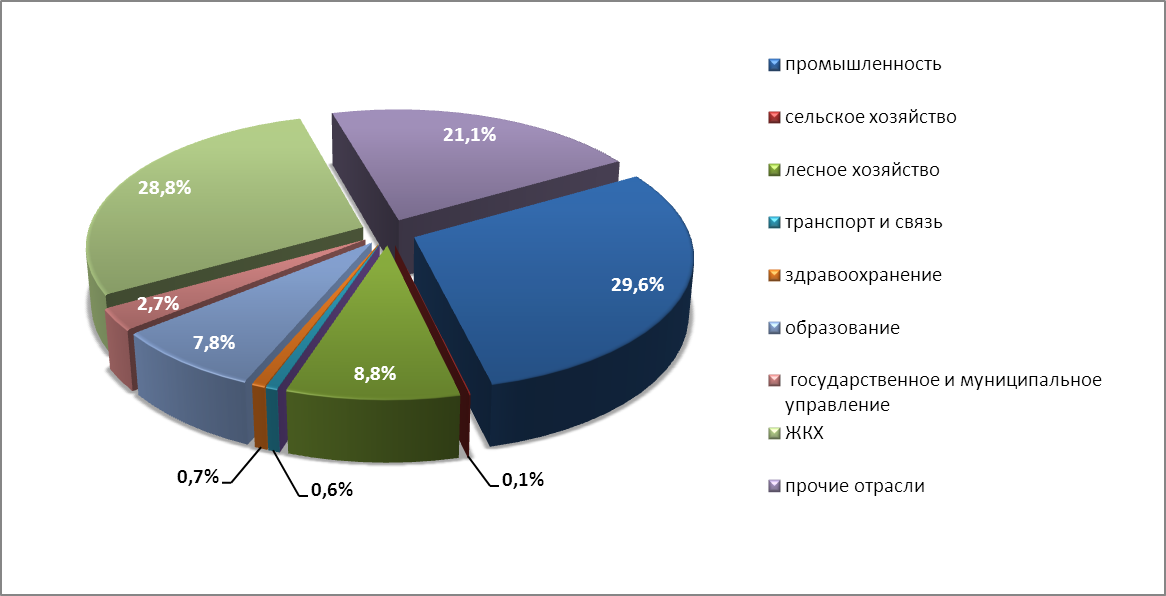 21,1%
28,8%
29,6%
2,7%
7,8%
8,8%
0,7%
0,6%
0,1%
промышленность
сельское хозяйство
лесное хозяйство
транспорт и связь
здравоохранение
образование
государственное и муниципальное
управление
ЖКХ
прочие отрасли